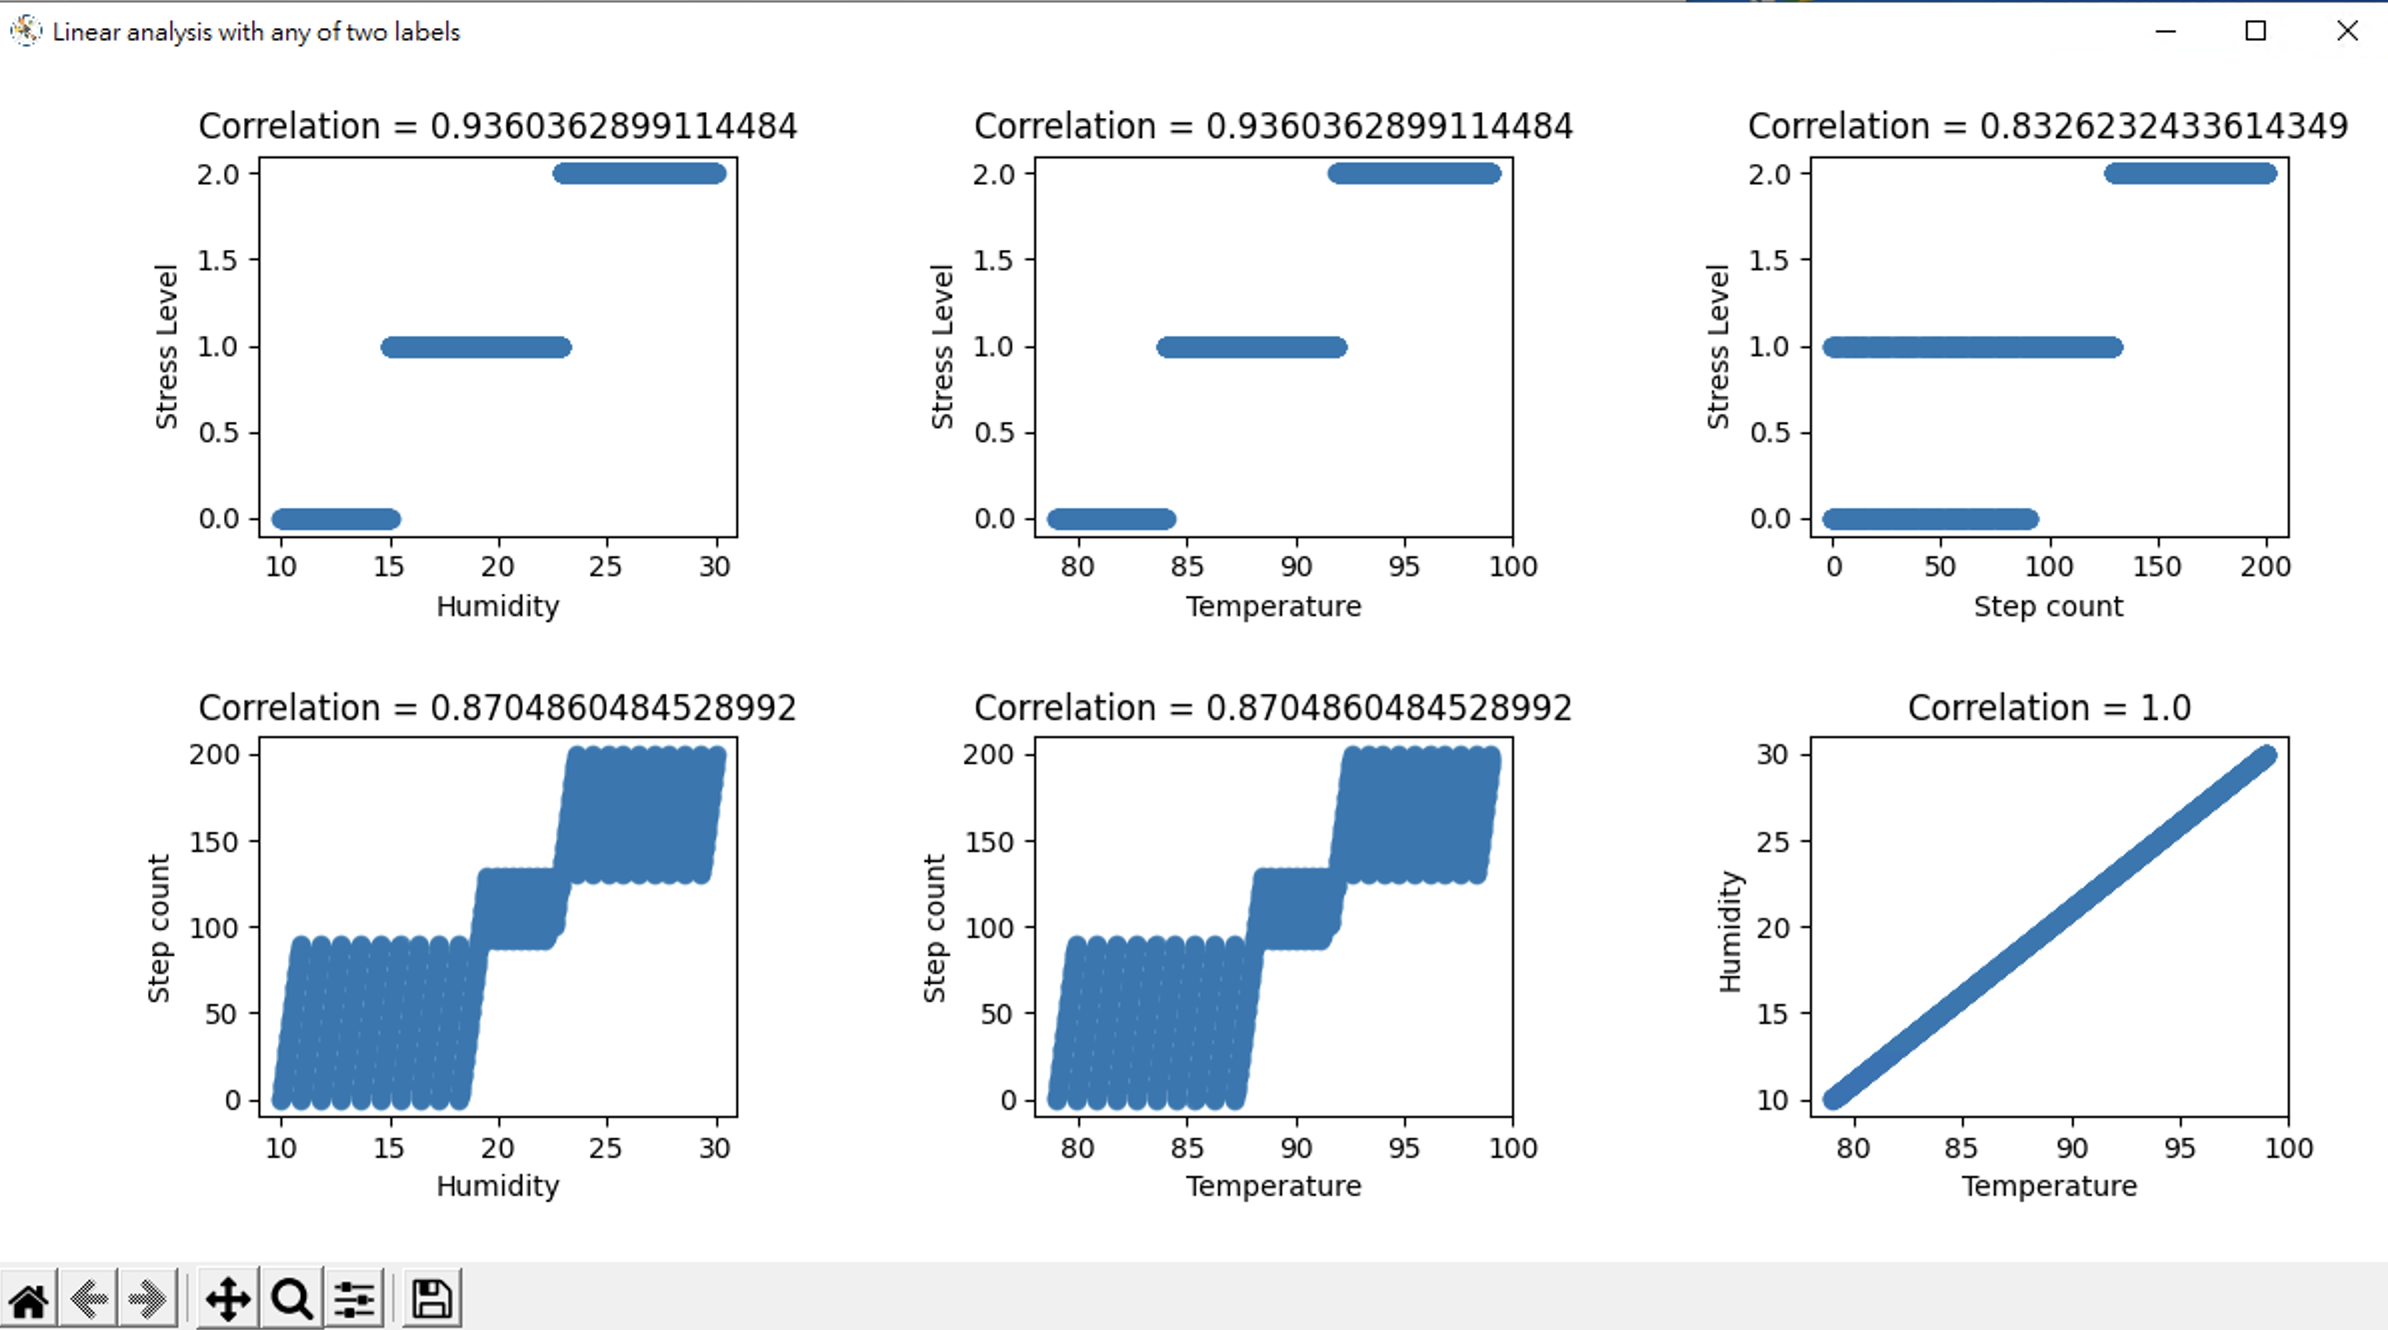 Linear analysis with any of two labels
Correlation = 0.9360362899114484
2.0
1.5
1.0
0.5
0.0
Stress Level
10 15 20 25 30
Humidity
Correlation = 0.9360362899114484
2.0
1.5
1.0
0.5
0.0
Stress Level
80 85 90 95 100
Temperature
Correlation = 0.8326232433614349
2.0
1.5
1.0
0.5
0.0
Stress Level
0 50 100 150 200
Step count
Correlation = 0.8704860484528992
200
150
100
50
0
Step count
10 15 20 25 30
Humidity
Correlation = 0.8704860484528992
200
150
100
50
0
Step count
80 85 90 95 100
Temperature
Correlation = 1.0
30
25
20
15
10
Humidity
80 85 90 95 100
Temperature